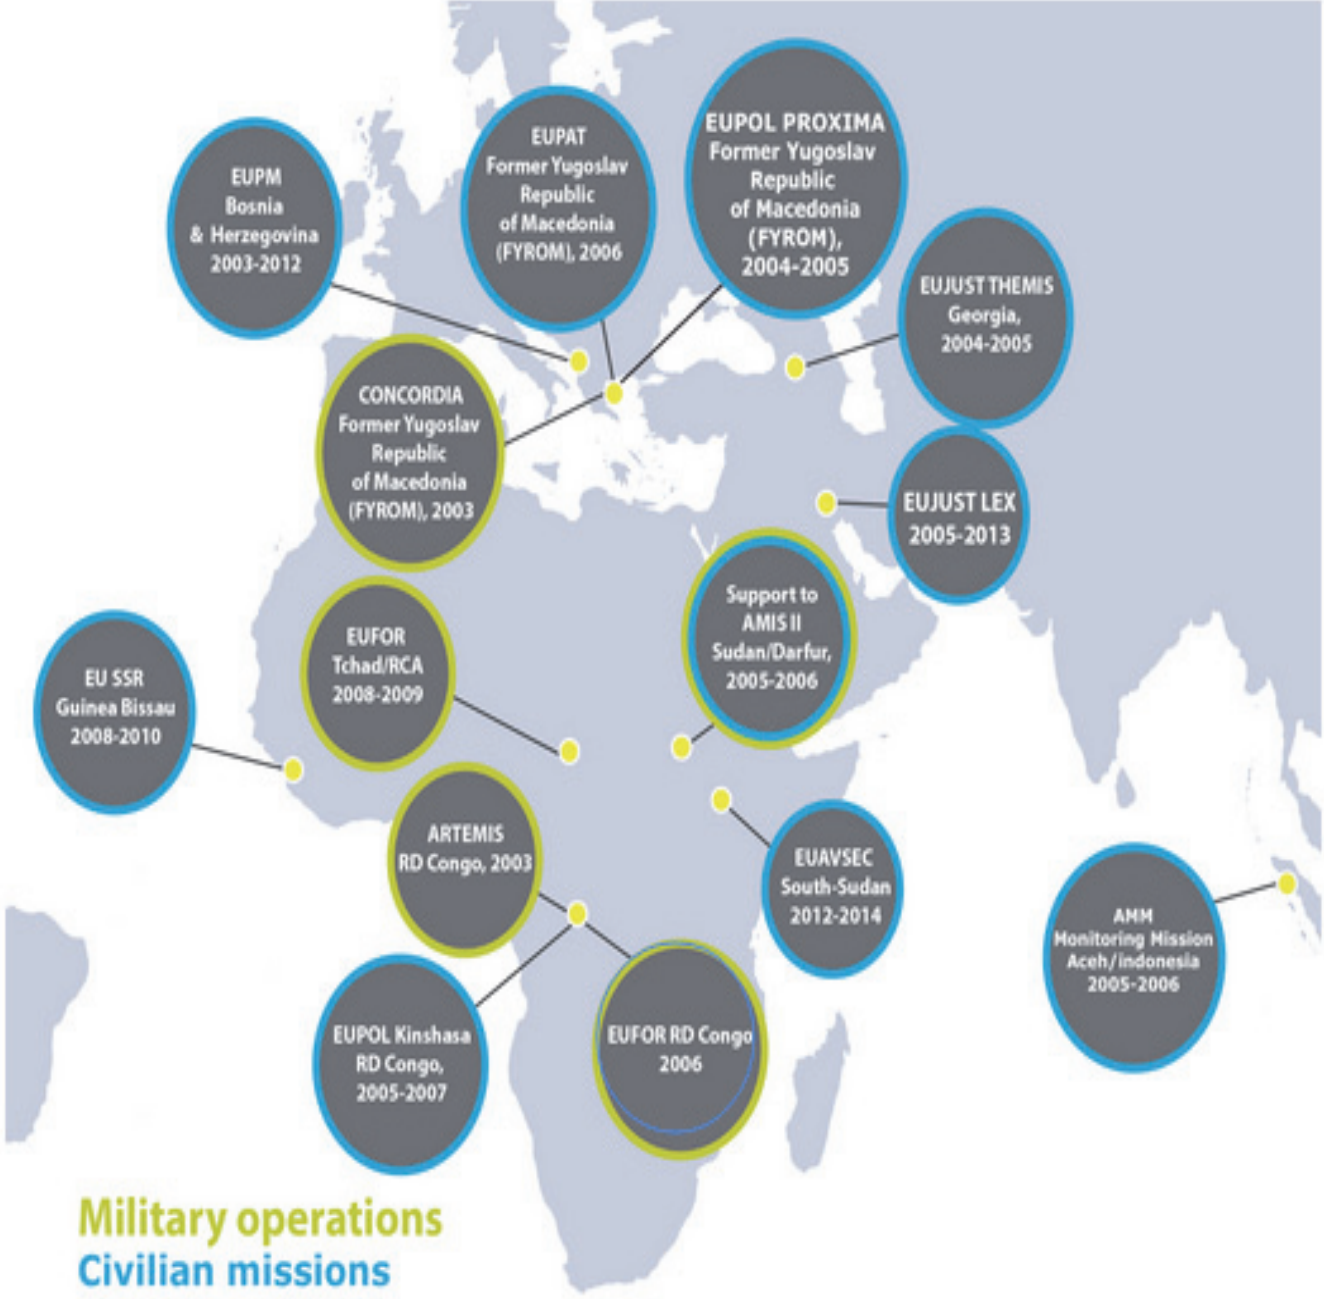 EUPM
Bosnia
& Herzegovina
2003-2012
EUPAT
Former Yugoslav
Republic
of Macedonia
(FYROM), 2006
EUPOL PROXIMA
Former Yugoslav
Republic
of Macedonia
(FYROM),
2004-2005
EUJUST THEMIS
Georgia,
2004-2005
CONCORDIA
Former Yugoslav
Republic
of Macedonia
(FYROM), 2003
EUJUST LEX
2005-2013
Support to
AMIS II
Sudan/Darfur,
2005-2006
EUFOR
Tchad/RCA
2008-2009
EU SSR
Guinea Bissau
2008-2010
ARTEMIS
RD Congo, 2003
EUAVSEC
South-Sudan
2012-2014
AMM
Monitoring Mission
Aceh/indonesia
2005-2006
EUPOL Kinshasa
RD Congo,
2005-2007
EUFOR RD Congo
2006
Military operations
Civilian missions